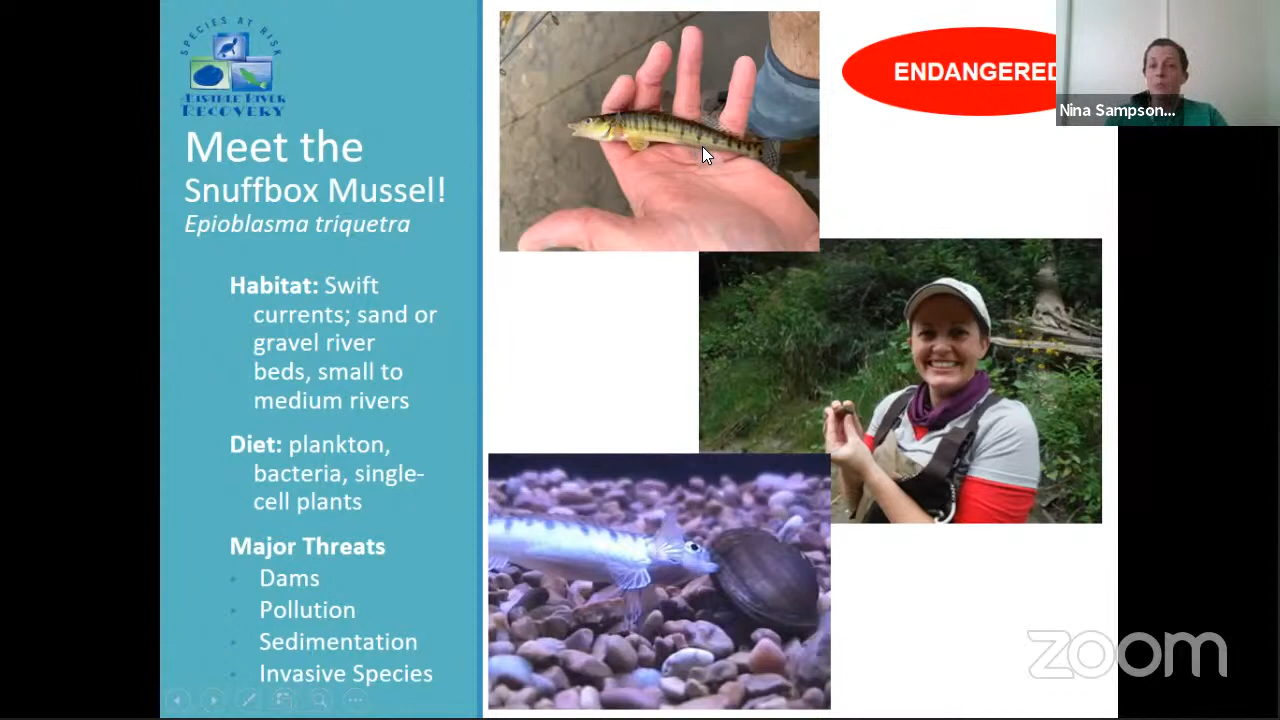 SPECIES AT RISK
AUSABLE RIVER
RECOVERY
Meet the
Snuffbox Mussel!
Epioblasma triquetra
Habitat: Swift
currents; sand or
gravel river
beds, small to
medium rivers
Diet: plankton,
bacteria, single-
cell plants
Major Threats
Dams
Pollution
Sedimentation
Invasive Species
ENDANGERED
Nina Sampson...
zoom